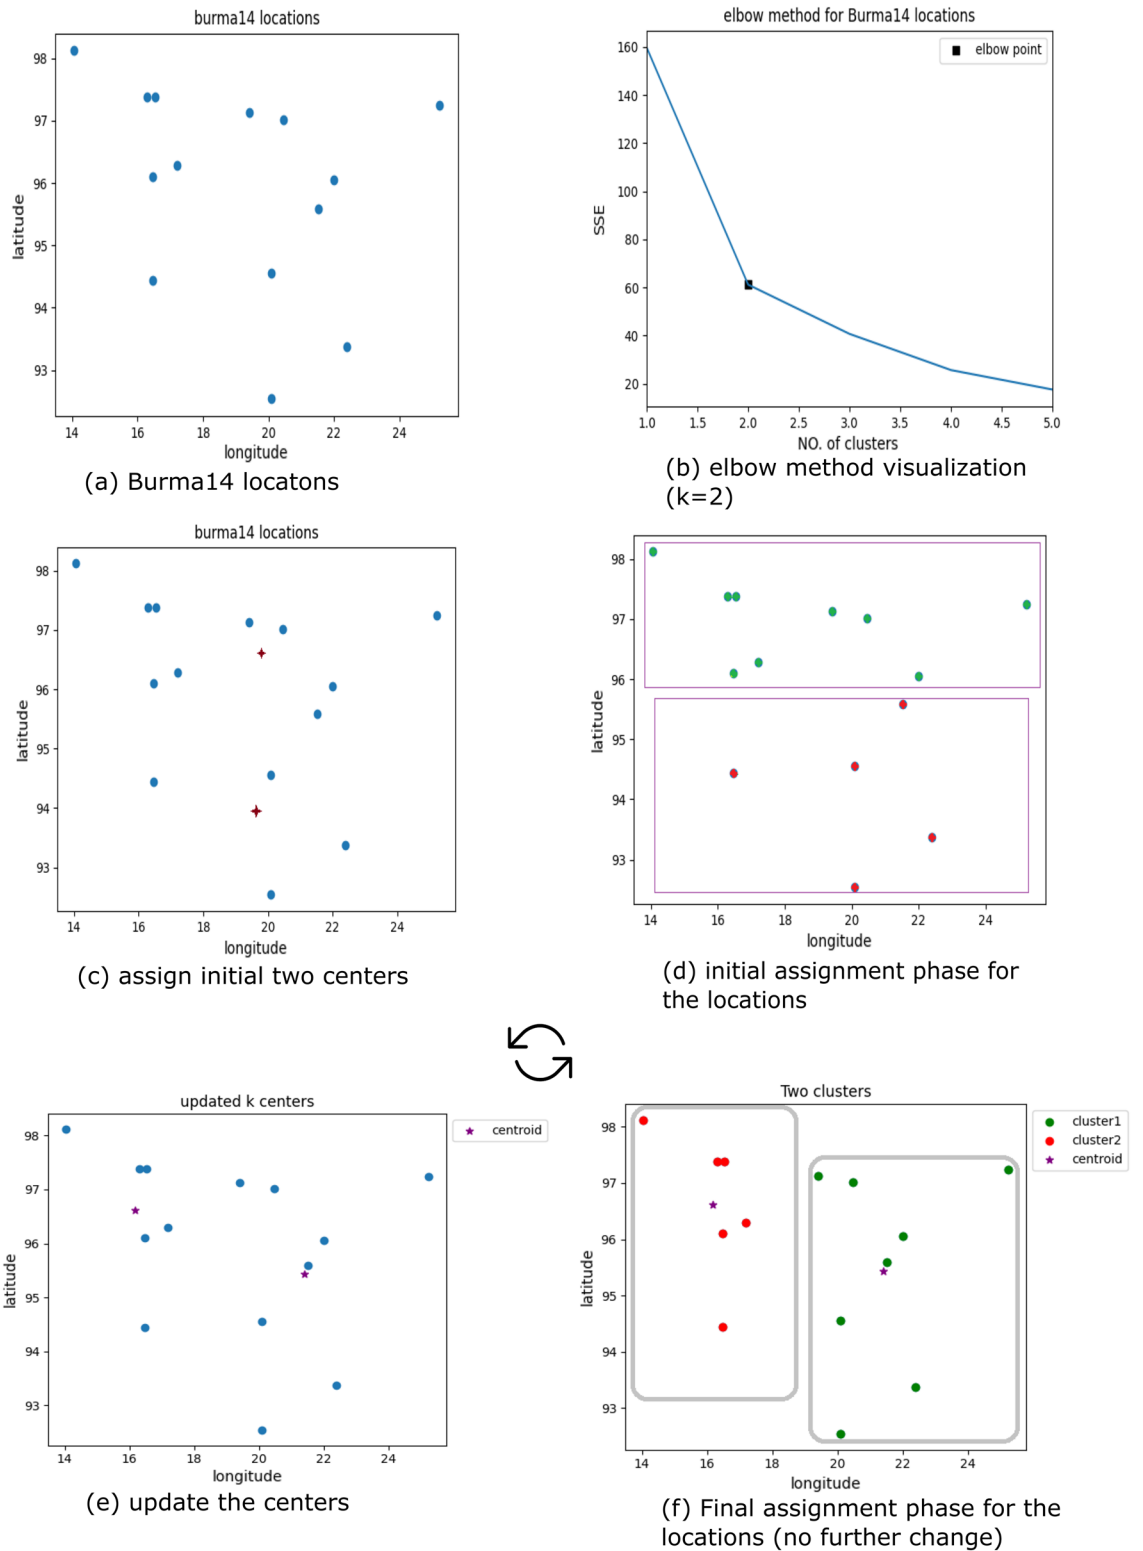 burma14 locations
98
97
96
95
94
93
latitude
14 16 18 20 22 24
longitude
(a) Burma14 locatons
elbow method for Burma14 locations
elbow point
160
140
120
100
80
60
40
20
SSE
1.0 1.5 2.0 2.5 3.0 3.5 4.0 4.5 5.0
NO. of clusters
(b) elbow method visualization
(k=2)
burma14 locations
98
97
96
95
94
93
latitude
14 16 18 20 22 24
longitude
(c) assign initial two centers
98
97
96
95
94
93
latitude
14 16 18 20 22 24
longitude
(d) initial assignment phase for
the locations
updated k centers
centroid
98
97
96
95
94
93
latitude
14 16 18 20 22 24
longitude
(e) update the centers
Two clusters
cluster1
cluster2
centroid
98
97
96
95
94
93
latitude
14 16 18 20 22 24
longitude
(f) Final assignment phase for the
locations (no further change)